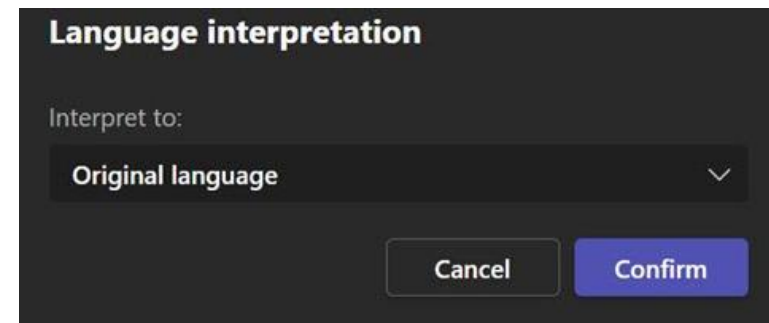 Language interpretation
Interpret to:
Original language
Cancel Confirm